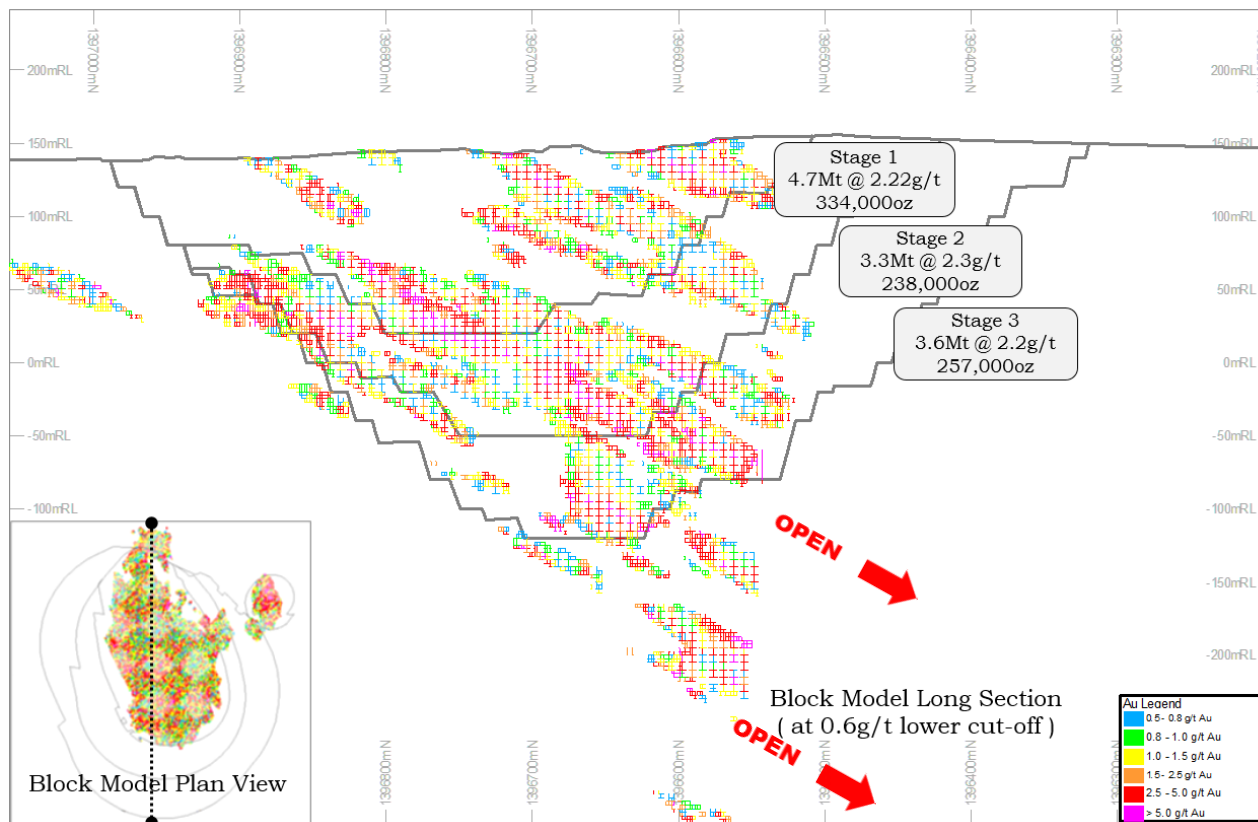 1397000mN
1396900mN
1396800mN
1396700mN
1396600mN
1396500mN
1396400mN
1396300mN
200mRL
200mRL
150mRL
150mRL
Stage 1
4.7Mt @ 2.22g/t
334,000oz
100mRL
100mRL
Stage 2
3.3Mt @ 2.3g/t
238,000oz
50mRL
50mRL
Stage 3
3.6Mt @ 2.2g/t
257,000oz
0mRL
0mRL
-50mRL
-50mRL
-100mRL
-100mRL
OPEN
-150mRL
-200mRL
Block Model Long Section
( at 0.6g/t lower cut-off )
OPEN
Block Model Plan View
1396800mN
1396700mN
1396600mN
1396400mN
1396300mN
Au Legend
0.5- 0.8 g/t Au
0.8 - 1.0 g/t Au
1.0 - 1.5 g/t Au
1.5- 2.5 g/t Au
2.5 - 5.0 g/t Au
> 5.0 g/t Au